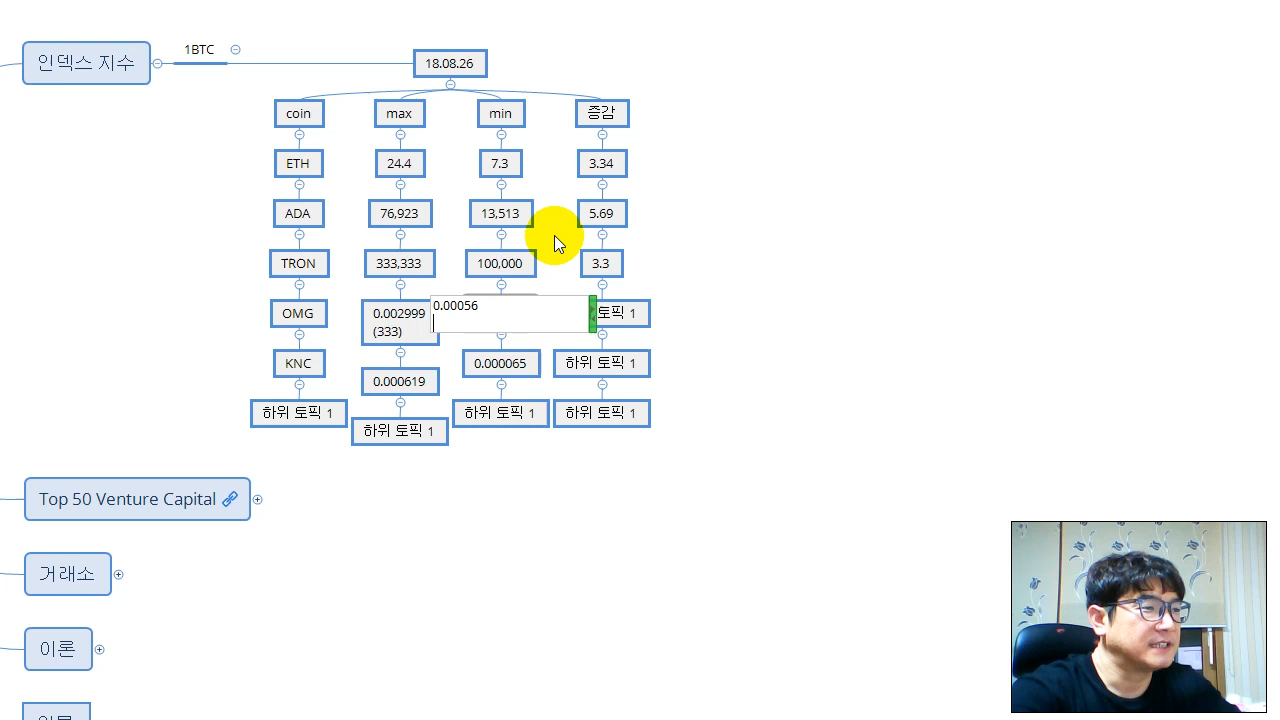 인덱스 지수
1BTC
18.08.26
coin
max
min
증감
ETH
24.4
7.3
3.34
ADA
76,923
13,513
5.69
TRON
333,333
100,000
3.3
OMG
0.002999
(333)
0.00056
토픽 1
KNC
0.000619
0.000065
하위 토픽 1
하위 토픽 1
하위 토픽 1
하위 토픽 1
하위 토픽 1
Top 50 Venture Capital
거래소
이론